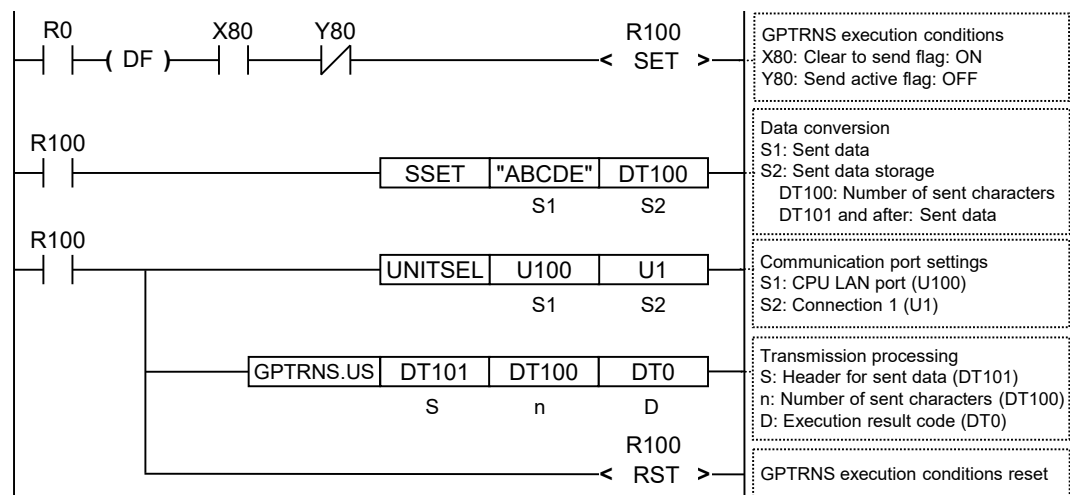 R0 X80 Y80 R100
( DF ) < SET >
GPTRNS execution conditions
X80: Clear to send flag: ON
Y80: Send active flag: OFF
R100
SSET "ABCDE" DT100
S1 S2
Data conversion
S1: Sent data
S2: Sent data storage
DT100: Number of sent characters
DT101 and after: Sent data
R100
UNITSEL U100 U1
S1 S2
Communication port settings
S1: CPU LAN port (U100)
S2: Connection 1 (U1)
GPTRNS.US DT101 DT100 DT0
S n D
Transmission processing
S: Header for sent data (DT101)
n: Number of sent characters (DT100)
D: Execution result code (DT0)
R100
< RST >
GPTRNS execution conditions reset